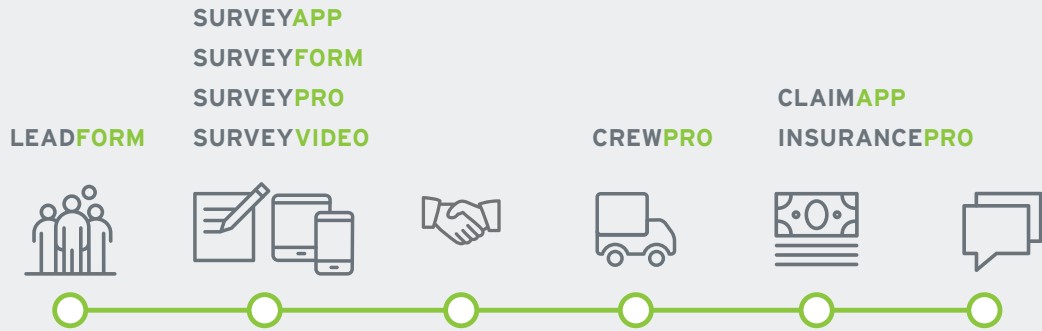 SURVEYAPP
SURVEYFORM
SURVEYPRO
SURVEYVIDEO
LEADFORM
CREWPRO
CLAIMAPP
INSURANCEPRO